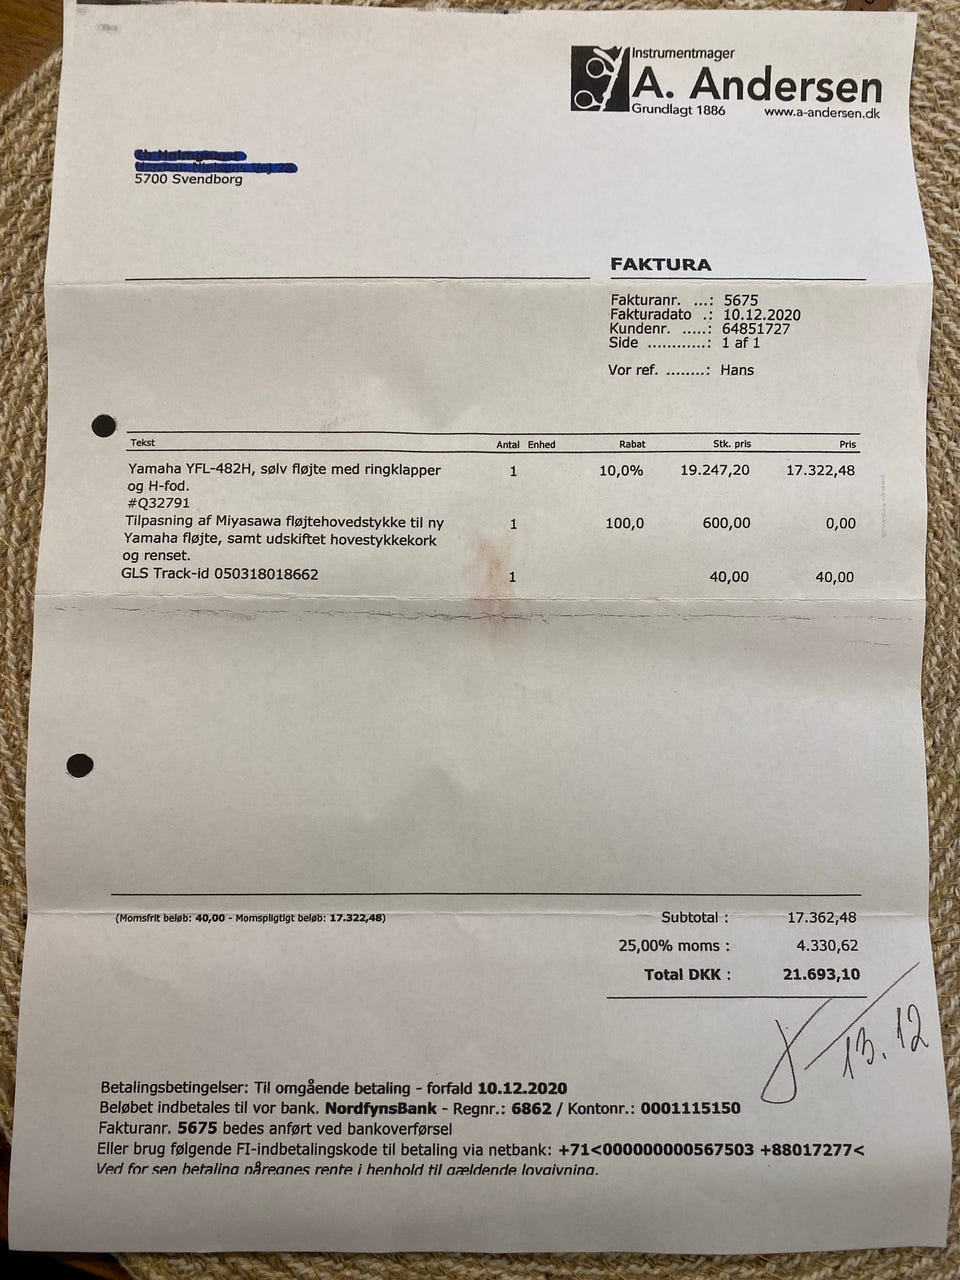 Instrumentmager
A. Andersen
Grundlagt 1886 www.a-andersen.dk
5700 Svendborg
FAKTURA
Fakturanr. ...: 5675
Fakturadato .: 10.12.2020
Kundenr. .....: 64851727
Side ............: 1 af 1
Vor ref. ........: Hans
Tekst Antal Enhed Rabat Stk. pris Pris
Yamaha YFL-482H, sølv fløjte med ringklapper 1 10,0% 19.247,20 17.322,48
og H-fod.
#Q32791
Tilpasning af Miyasawa fløjtehovedstykke til ny 1 100,0 600,00 0,00
Yamaha fløjte, samt udskiftet hovestykkekork
og renset.
GLS Track-id 050318018662 1 40,00 40,00
(Momsfrit beløb: 40,00 - Momspligtigt beløb: 17.322,48) Subtotal : 17.362,48
25,00% moms : 4.330,62
Total DKK : 21.693,10
13.12
Betalingsbetingelser: Til omgående betaling - forfald 10.12.2020
Beløbet indbetales til vor bank. NordfynsBank - Regnr.: 6862 / Kontonr.: 0001115150
Fakturanr. 5675 bedes anført ved bankoverførsel
Eller brug følgende FI-indbetalingskode til betaling via netbank: +71<000000000567503 +88017277<
Ved for sen betaling påregnes rente i henhold til gældende lovgivning.